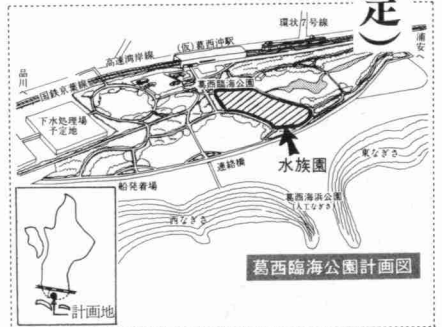 定)
環状7号線
(仮)葛西沖駅
高速湾岸線
浦安へ
品川へ
国鉄京葉線
葛西臨海公園
下水処理場
予定地
水族園
連絡橋
東なぎさ
船発着場
葛西海浜公園
(人工なぎさ)
西なぎさ
葛西臨海公園計画図
計画地